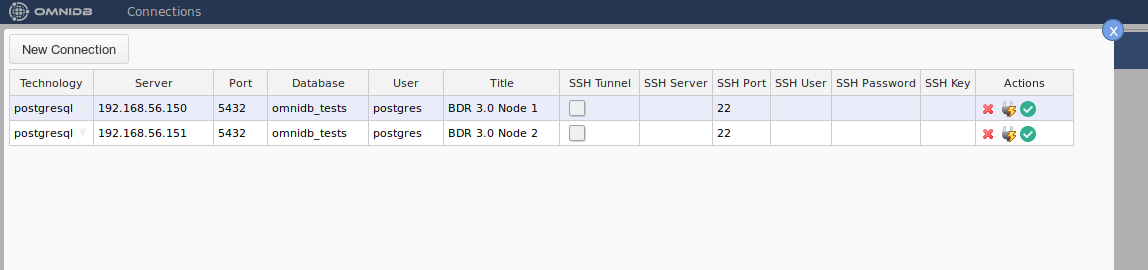 OMNIDB Connections
X
New Connection
Technology Server Port Database User Title SSH Tunnel SSH Server SSH Port SSH User SSH Password SSH Key Actions
postgresql 192.168.56.150 5432 omnidb_tests postgres BDR 3.0 Node 1 22
postgresql 192.168.56.151 5432 omnidb_tests postgres BDR 3.0 Node 2 22